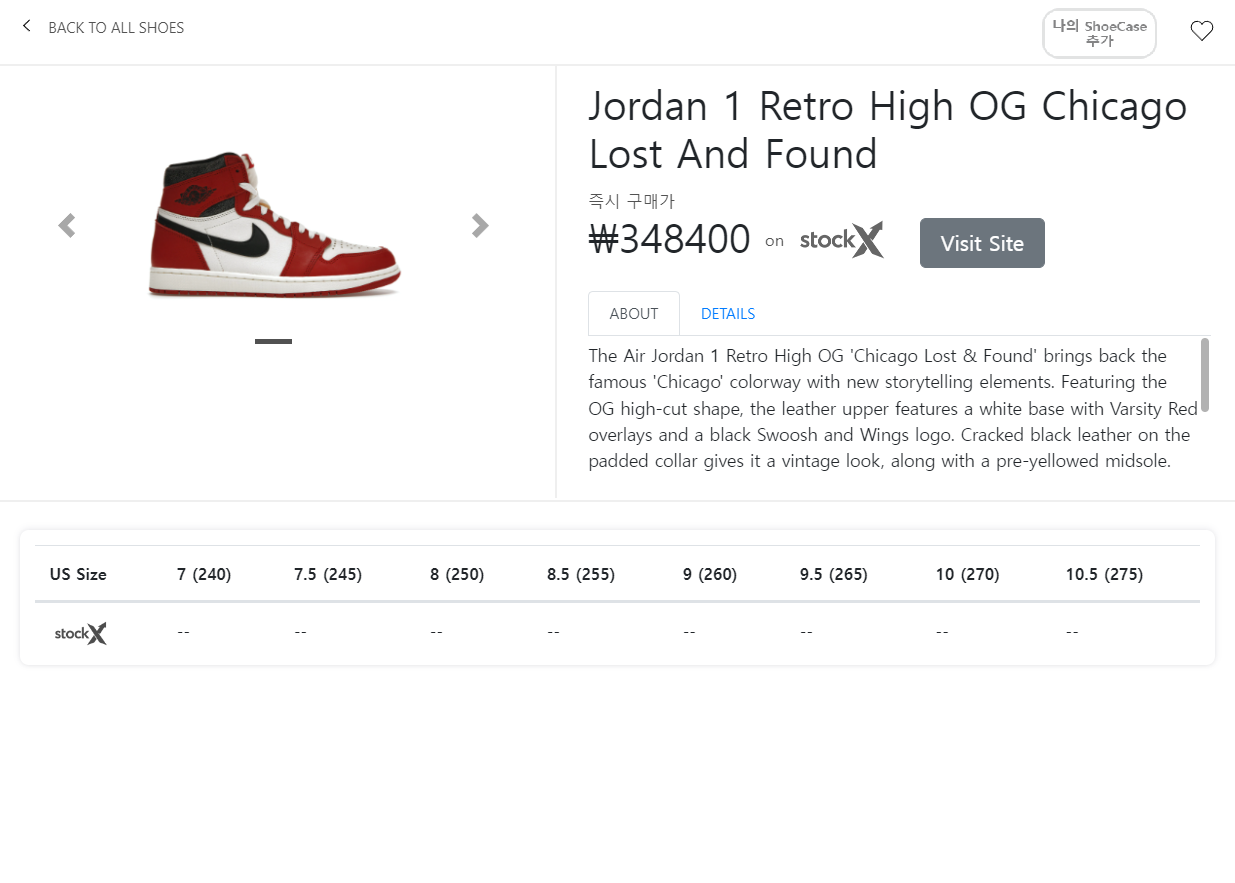 BACK TO ALL SHOES
나의 ShoeCase
추가
Jordan 1 Retro High OG Chicago
Lost And Found
즉시 구매가
₩348400 on stockX Visit Site
ABOUT DETAILS
The Air Jordan 1 Retro High OG 'Chicago Lost & Found' brings back the
famous 'Chicago' colorway with new storytelling elements. Featuring the
OG high-cut shape, the leather upper features a white base with Varsity Red
overlays and a black Swoosh and Wings logo. Cracked black leather on the
padded collar gives it a vintage look, along with a pre-yellowed midsole.
US Size 7 (240) 7.5 (245) 8 (250) 8.5 (255) 9 (260) 9.5 (265) 10 (270) 10.5 (275)
stockX -- -- -- -- -- -- -- --